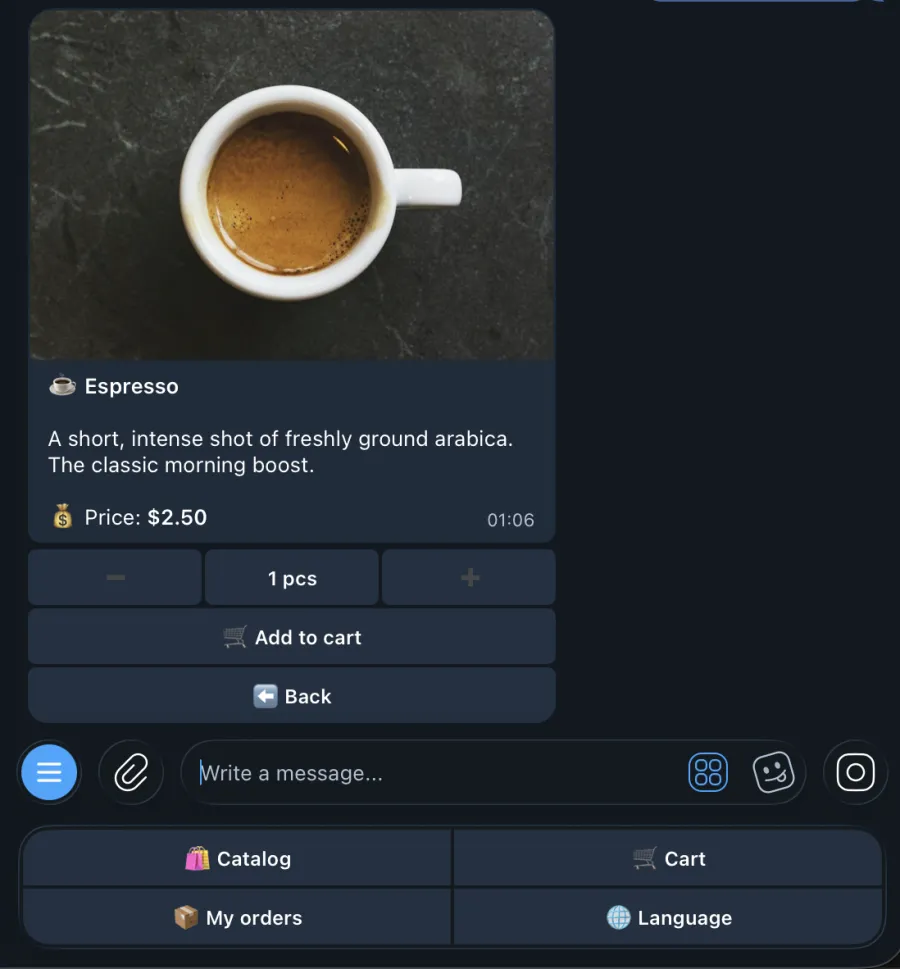 ☕ Espresso
A short, intense shot of freshly ground arabica.
The classic morning boost.
💰 Price: $2.50
01:06
➖
1 pcs
➕
🛒 Add to cart
⬅️ Back
Write a message...
🛍️ Catalog
🛒 Cart
📦 My orders
🌐 Language